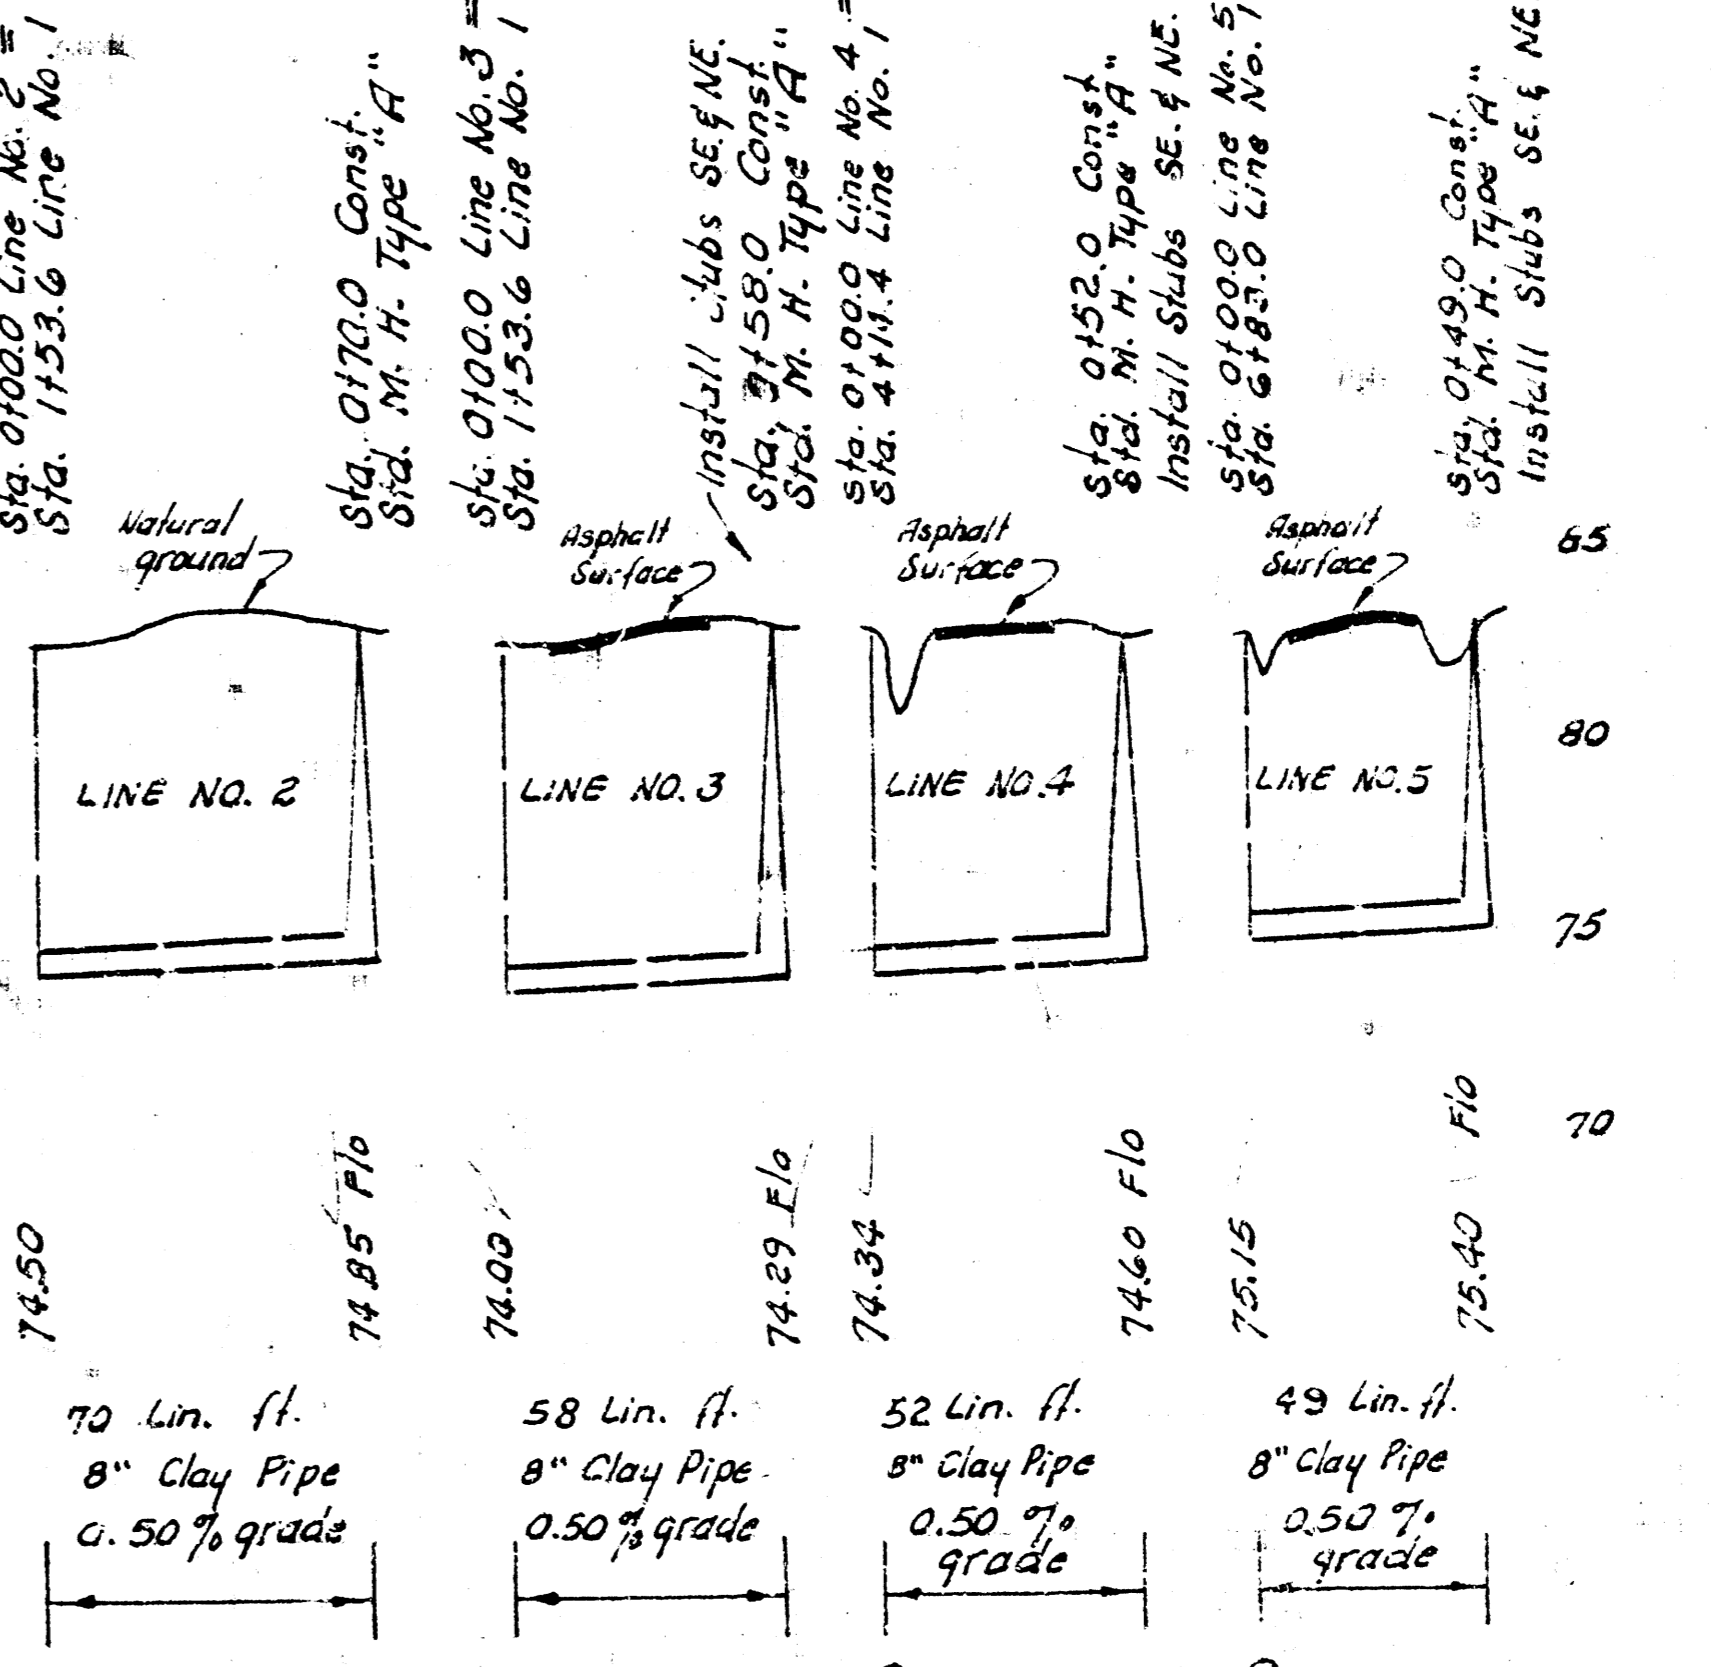 Sta. 0+00.0 Line No. 2 =
Sta. 1+53.6 Line No. 1
Sta. 0+70.0 Const.
Std. M. H. Type "A"
Sta. 0+00.0 Line No. 3 =
Sta. 1+53.6 Line No. 1
Install Stubs SE. & NE.
Sta. 0+58.0 Const.
Std. M. H. Type "A"
Sta. 0+00.0 Line No. 4 =
Sta. 4+11.4 Line No. 1
Sta. 0+52.0 Const
Std. M. H. Type "A"
Install Stubs SE. & NE.
Sta. 0+00.0 Line No. 5
Sta. 6+83.0 Line No. 1
Sta. 0+49.0 Const.
Std. M. H. Type "A"
Install Stubs SE. & NE
Natural
ground
Asphalt
Surface
Asphalt
Surface
Asphalt
Surface
85
80
LINE NO. 2
LINE NO. 3
LINE NO. 4
LINE NO. 5
75
70
74.50
74.85 Flo
74.00
74.29 Flo
74.34
74.60 Flo
75.15
75.40 Flo
70 Lin. ft.
8" Clay Pipe
0.50 % grade
58 Lin. ft.
8" Clay Pipe
0.50 % grade
52 Lin. ft.
8" Clay Pipe
0.50 %
grade
49 Lin. ft.
8" Clay Pipe
0.50 %
grade